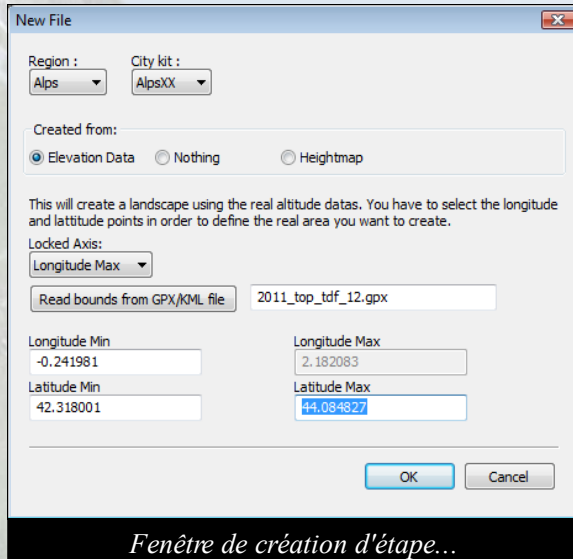 New File
Region : City kit :
Alps AlpsXX
Created from:
Elevation Data Nothing Heightmap
This will create a landscape using the real altitude datas. You have to select the longitude
and lattitude points in order to define the real area you want to create.
Locked Axis:
Longitude Max
Read bounds from GPX/KML file 2011_top_tdf_12.gpx
Longitude Min Longitude Max
-0.241981 2.182083
Latitude Min Latitude Max
42.318001 44.084827
OK Cancel
Fenêtre de création d'étape...